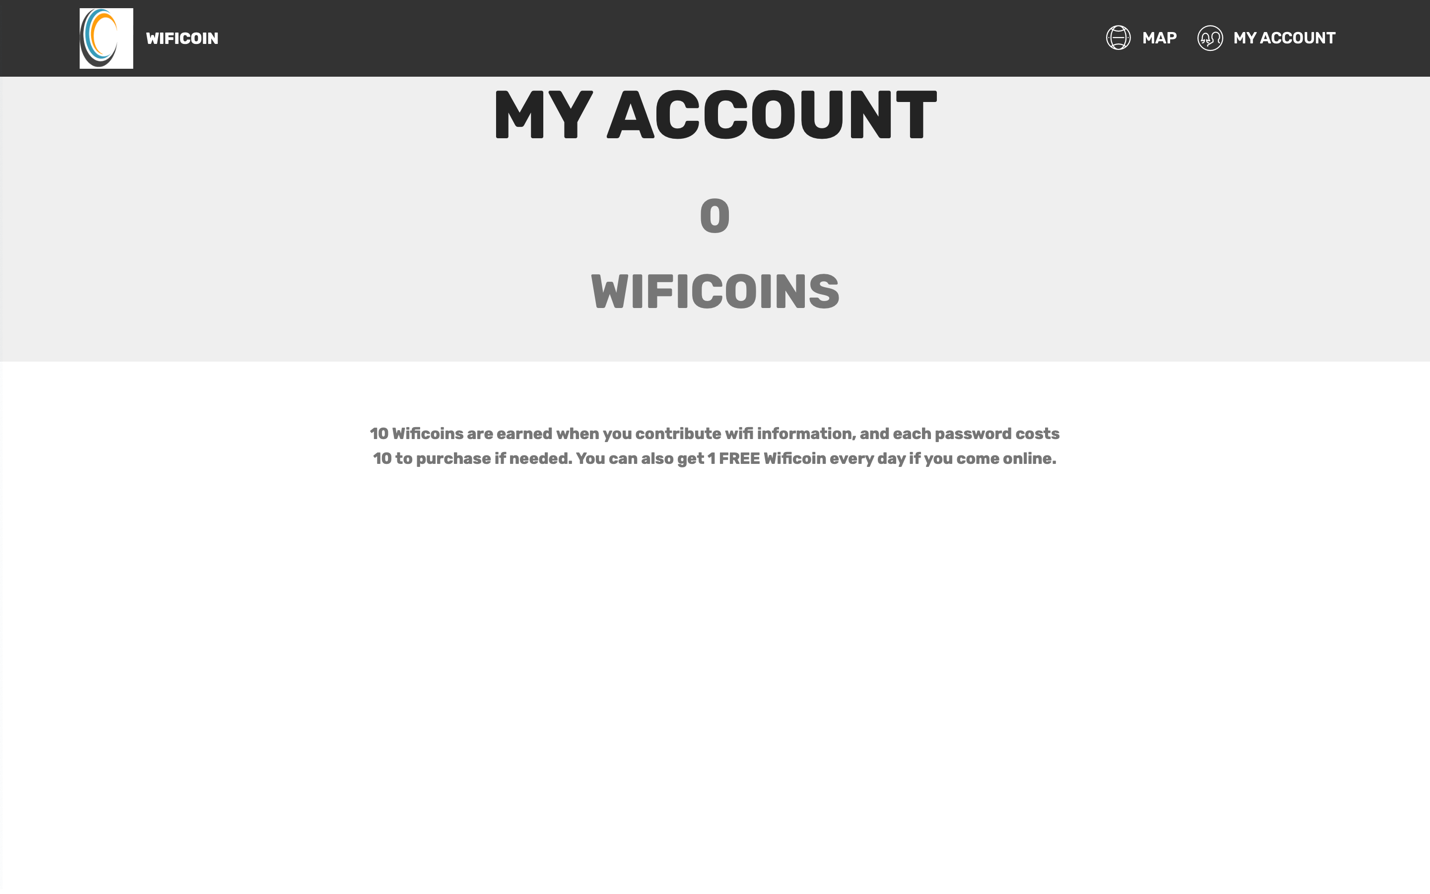 WIFICOIN
MAP
MY ACCOUNT
MY ACCOUNT
0
WIFICOINS
10 Wificoins are earned when you contribute wifi information, and each password costs
10 to purchase if needed. You can also get 1 FREE Wificoin every day if you come online.